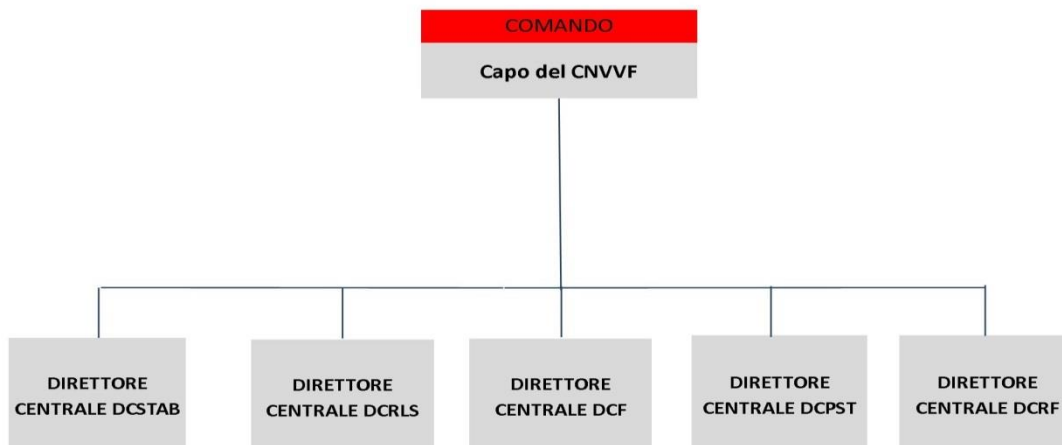 COMANDO
Capo del CNVVF
DIRETTORE
CENTRALE DCSTAB
DIRETTORE
CENTRALE DCRLS
DIRETTORE
CENTRALE DCF
DIRETTORE
CENTRALE DCPST
DIRETTORE
CENTRALE DCRF